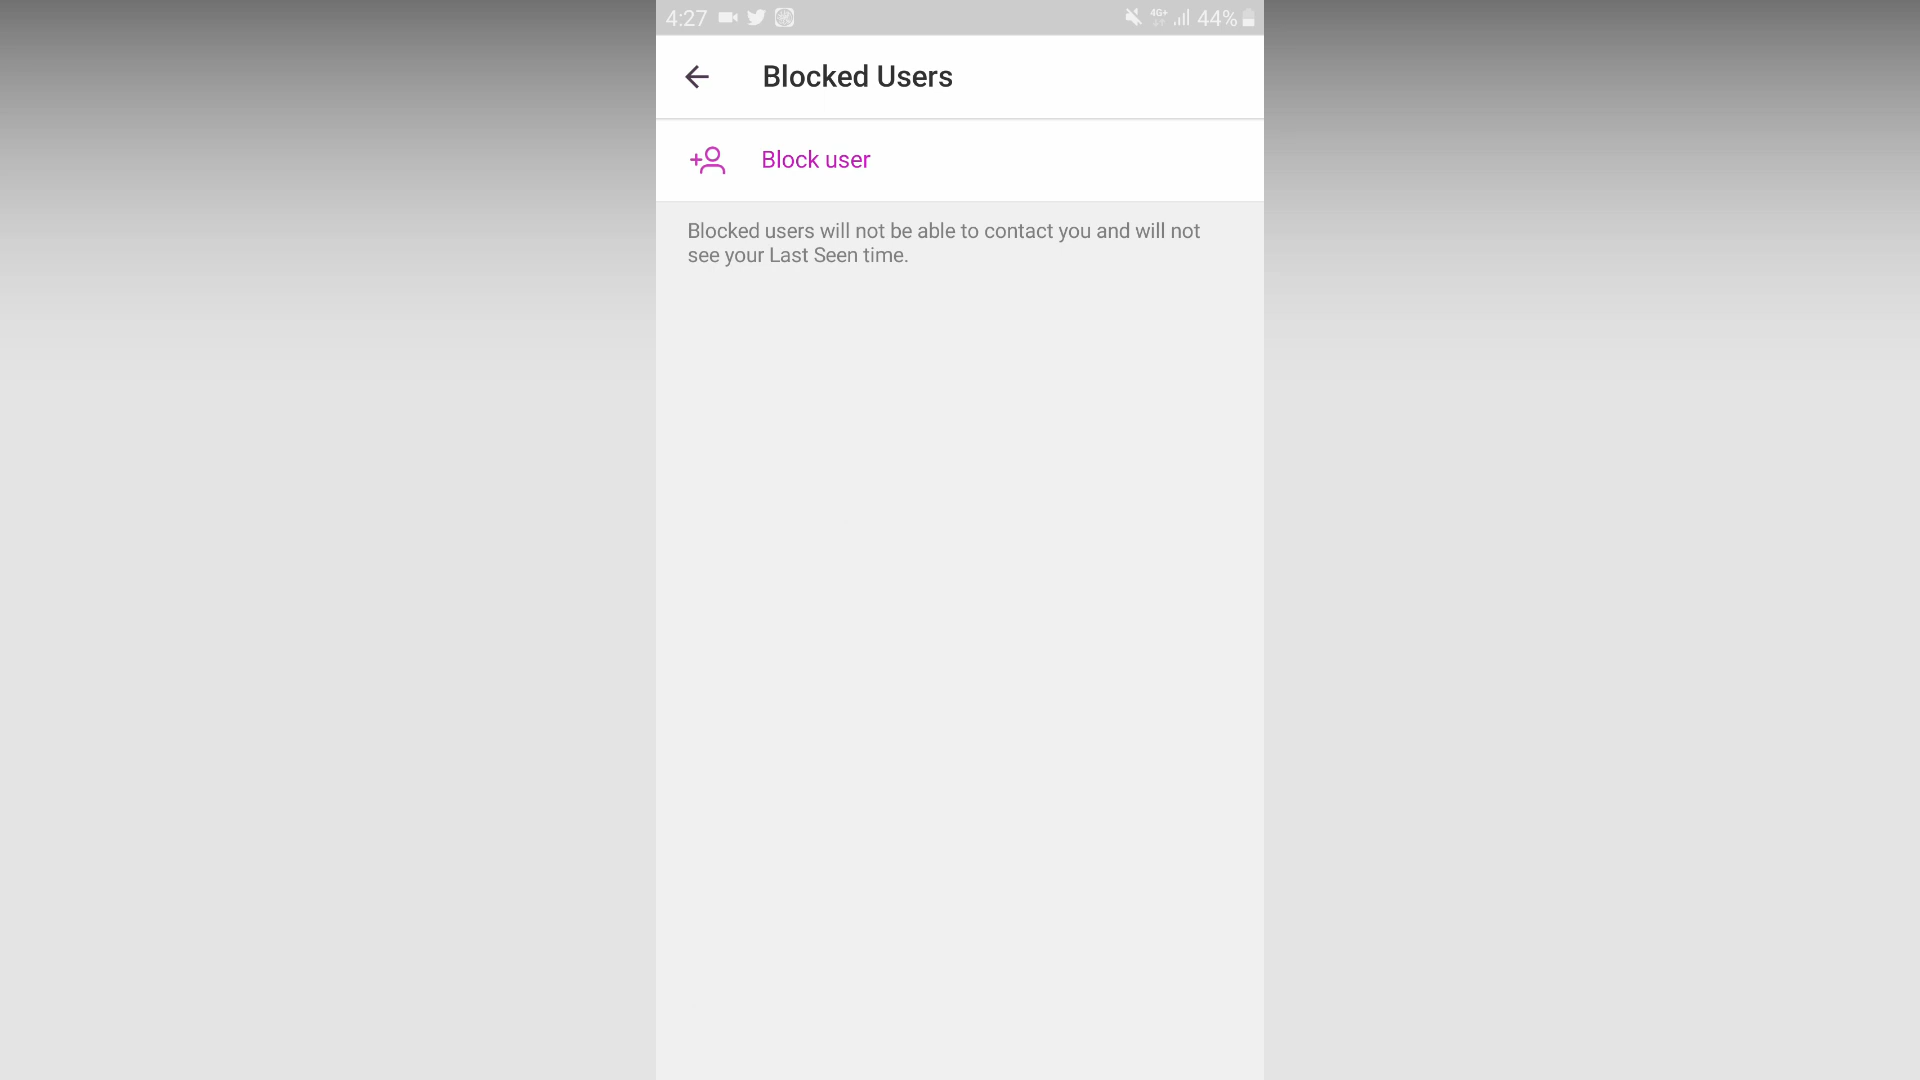 4:27 4G+ 44%
Blocked Users
Block user
Blocked users will not be able to contact you and will not
see your Last Seen time.